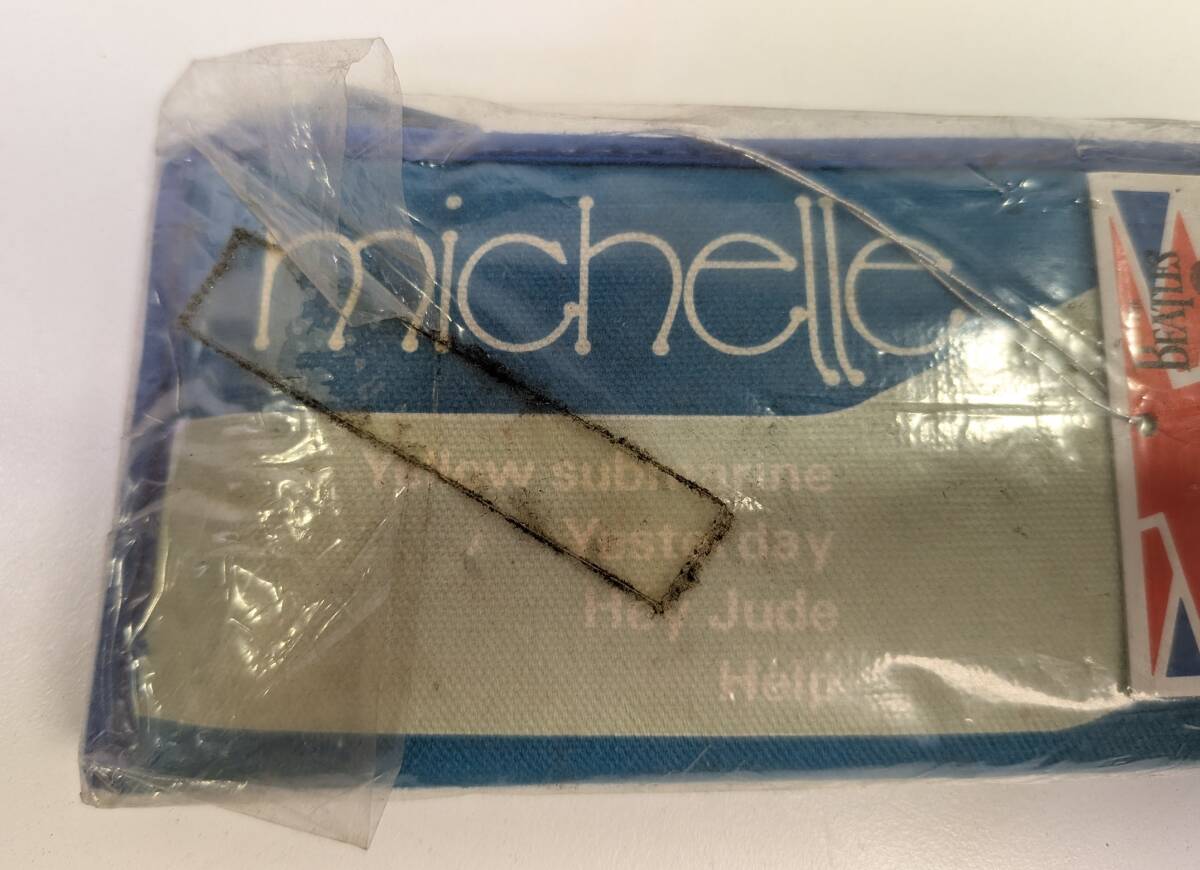 michelle
Yellow submarine
Yesterday
Hey Jude
Help
BEATLES